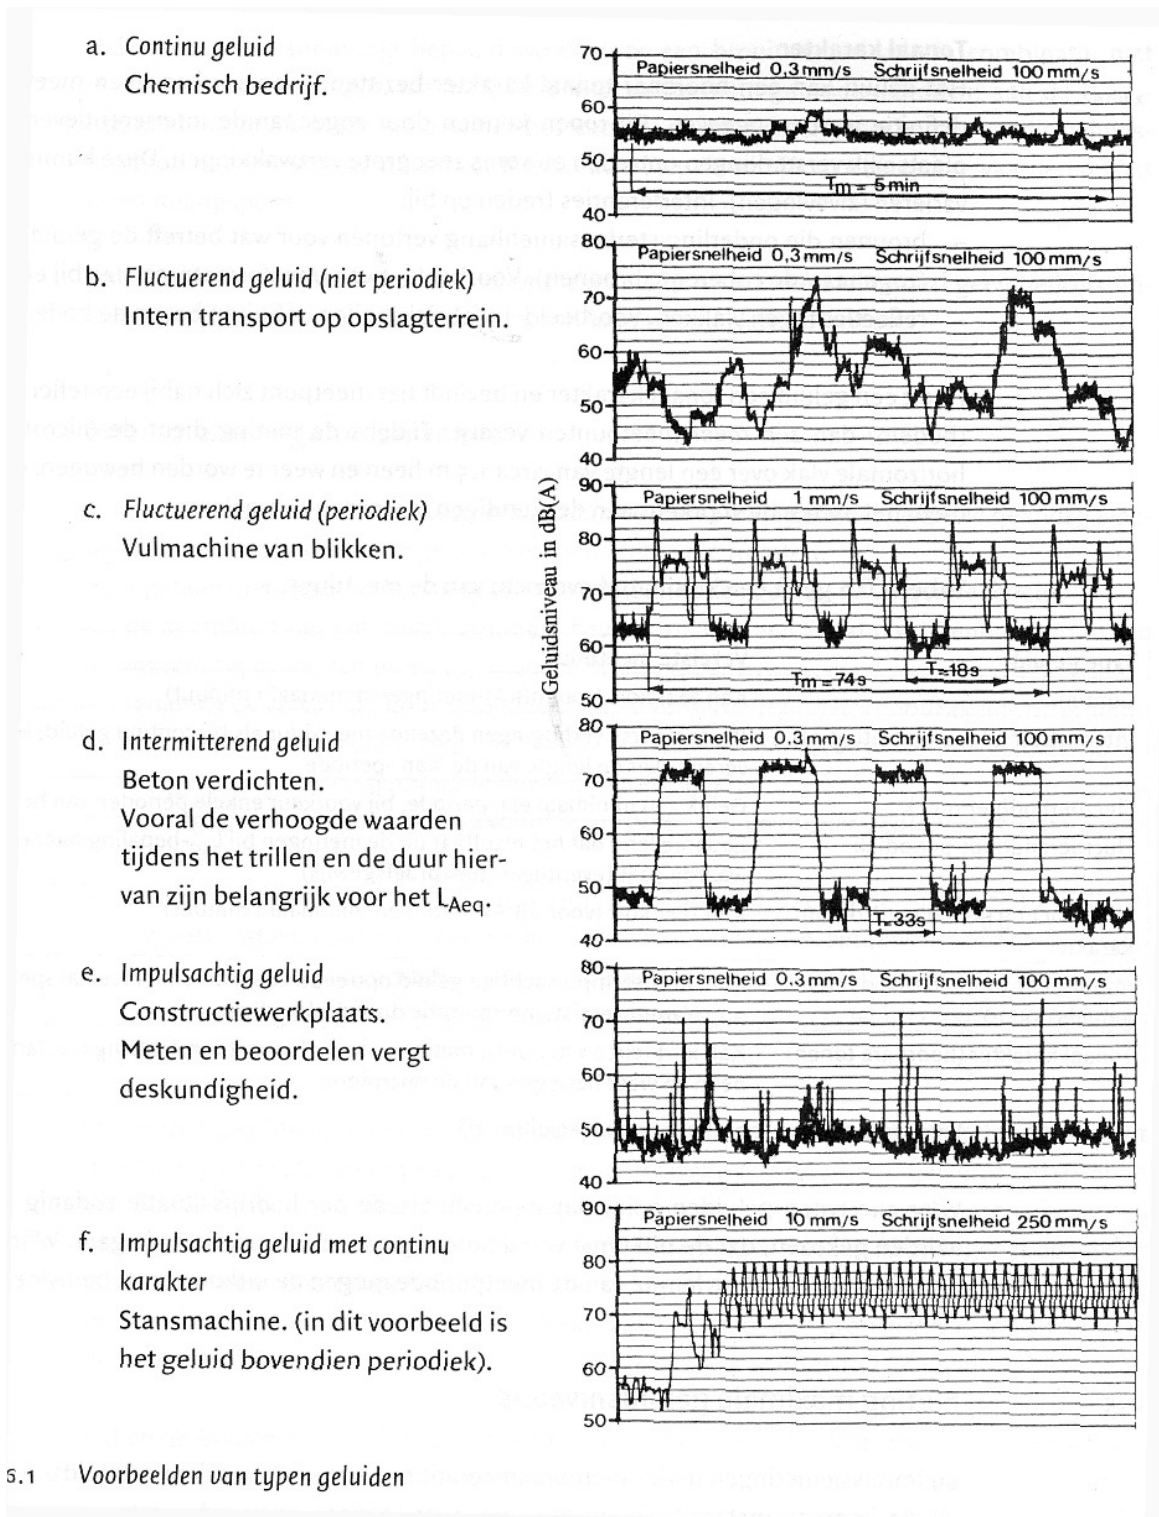 a. Continu geluid
Chemisch bedrijf.
70
60
50
40
Papiersnelheid 0,3 mm/s Schrijfsnelheid 100 mm/s
Tm = 5 min
b. Fluctuerend geluid (niet periodiek)
Intern transport op opslagterrein.
80
70
60
50
40
Papiersnelheid 0,3 mm/s Schrijfsnelheid 100 mm/s
c. Fluctuerend geluid (periodiek)
Vulmachine van blikken.
Geluidsniveau in dB(A)
90
80
70
60
50
Papiersnelheid 1 mm/s Schrijfsnelheid 100 mm/s
Tm = 74s
T=18s
d. Intermitterend geluid
Beton verdichten.
Vooral de verhoogde waarden
tijdens het trillen en de duur hier-
van zijn belangrijk voor het LAeq.
80
70
60
50
40
Papiersnelheid 0,3 mm/s Schrijfsnelheid 100 mm/s
T=33s
e. Impulsachtig geluid
Constructiewerkplaats.
Meten en beoordelen vergt
deskundigheid.
80
70
60
50
40
Papiersnelheid 0.3 mm/s Schrijfsnelheid 100 mm/s
f. Impulsachtig geluid met continu
karakter
Stansmachine. (in dit voorbeeld is
het geluid bovendien periodiek).
90
80
70
60
50
Papiersnelheid 10 mm/s Schrijfsnelheid 250 mm/s
6.1 Voorbeelden van typen geluiden